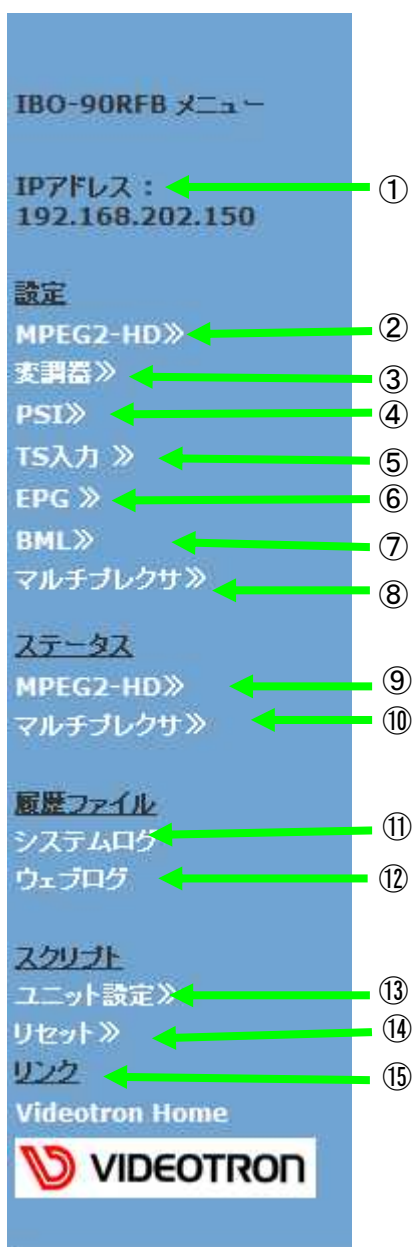 IBO-90RFB メニュー
IPアドレス： ①
192.168.202.150
設定
MPEG2-HD≫ ②
変調器≫ ③
PSI≫ ④
TS入力 ≫ ⑤
EPG ≫ ⑥
BML≫ ⑦
マルチプレクサ≫ ⑧
ステータス
MPEG2-HD≫ ⑨
マルチプレクサ≫ ⑩
履歴ファイル
システムログ ⑪
ウェブログ ⑫
スクリプト
ユニット設定≫ ⑬
リセット≫ ⑭
リンク ⑮
Videotron Home
VIDEOTRON